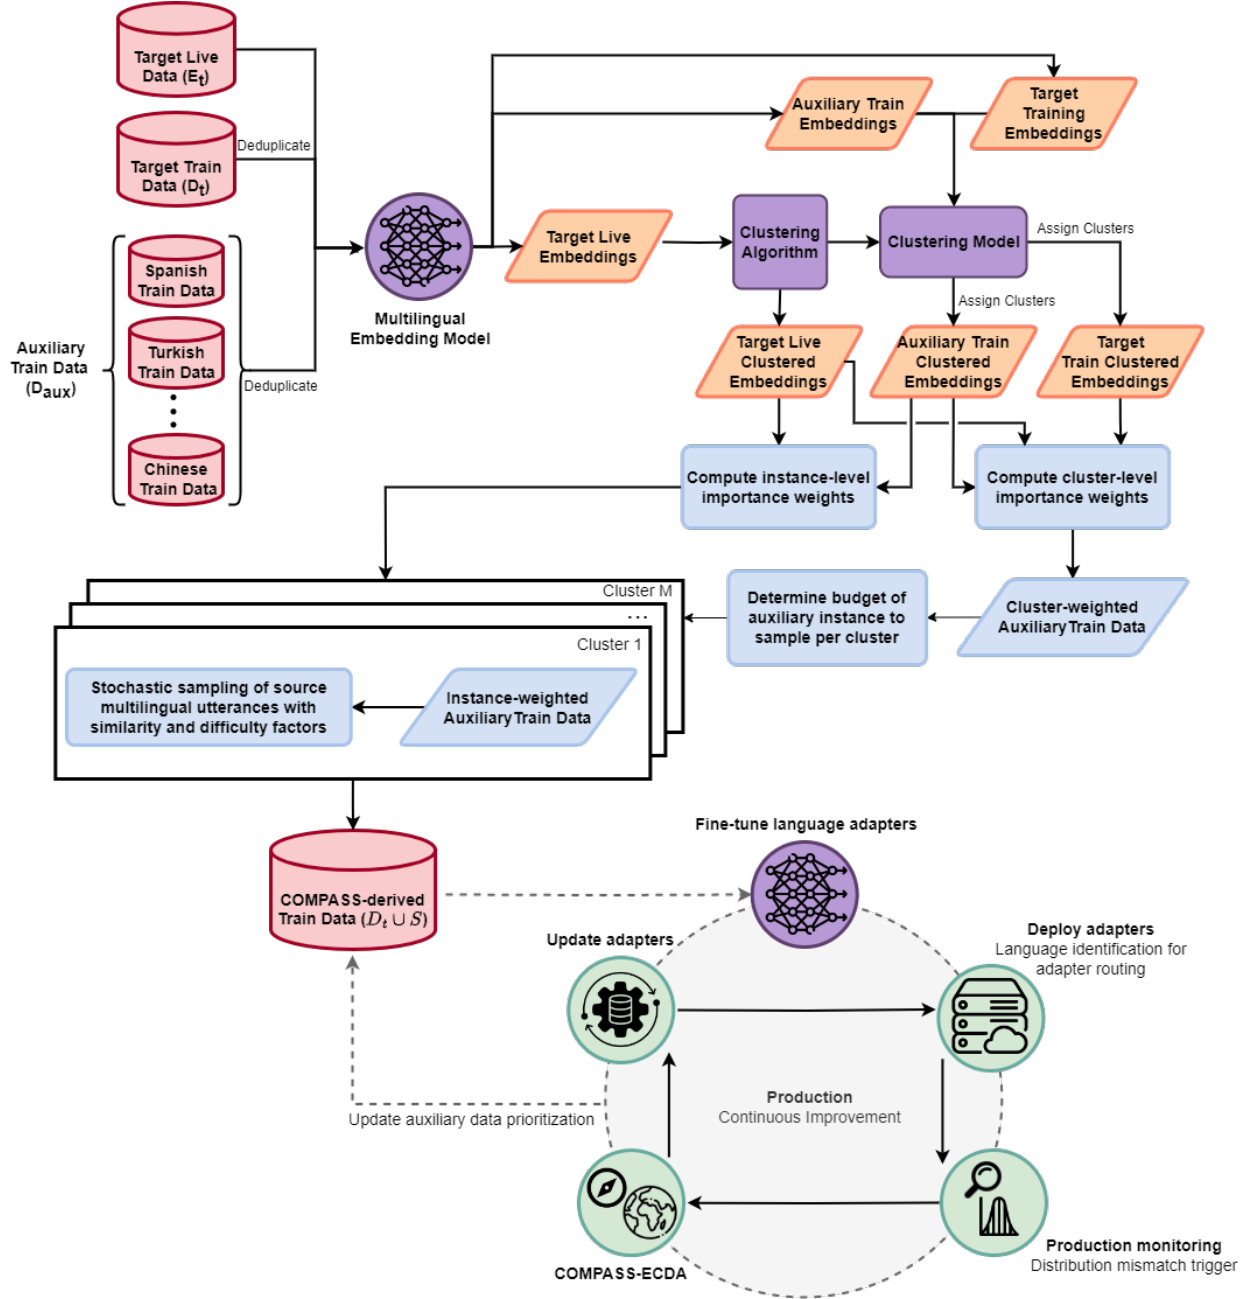 Target Live
Data (Et)
Target Train
Data (Dt)
Deduplicate
Auxiliary
Train Data
(Daux)
Spanish
Train Data
Turkish
Train Data
Chinese
Train Data
Deduplicate
Multilingual
Embedding Model
Auxiliary Train
Embeddings
Target
Training
Embeddings
Target Live
Embeddings
Clustering
Algorithm
Clustering Model
Assign Clusters
Assign Clusters
Target Live
Clustered
Embeddings
Auxiliary Train
Clustered
Embeddings
Target
Train Clustered
Embeddings
Compute instance-level
importance weights
Compute cluster-level
importance weights
Cluster-weighted
AuxiliaryTrain Data
Determine budget of
auxiliary instance to
sample per cluster
Cluster M
...
Cluster 1
Instance-weighted
AuxiliaryTrain Data
Stochastic sampling of source
multilingual utterances with
similarity and difficulty factors
COMPASS-derived
Train Data (Dt ∪ S)
Fine-tune language adapters
Update adapters
Deploy adapters
Language identification for
adapter routing
Production
Continuous Improvement
Update auxiliary data prioritization
COMPASS-ECDA
Production monitoring
Distribution mismatch trigger